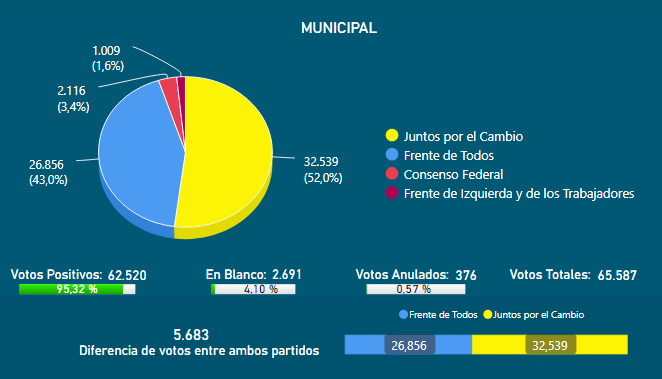 MUNICIPAL
1.009
(1,6%)
2.116
(3,4%)
26.856
(43,0%)
32.539
(52,0%)
Juntos por el Cambio
Frente de Todos
Consenso Federal
Frente de Izquierda y de los Trabajadores
Votos Positivos: 62.520
95,32 %
En Blanco: 2.691
4,10 %
Votos Anulados: 376
0,57 %
Votos Totales: 65.587
5.683
Diferencia de votos entre ambos partidos
Frente de Todos Juntos por el Cambio
26,856 32,539